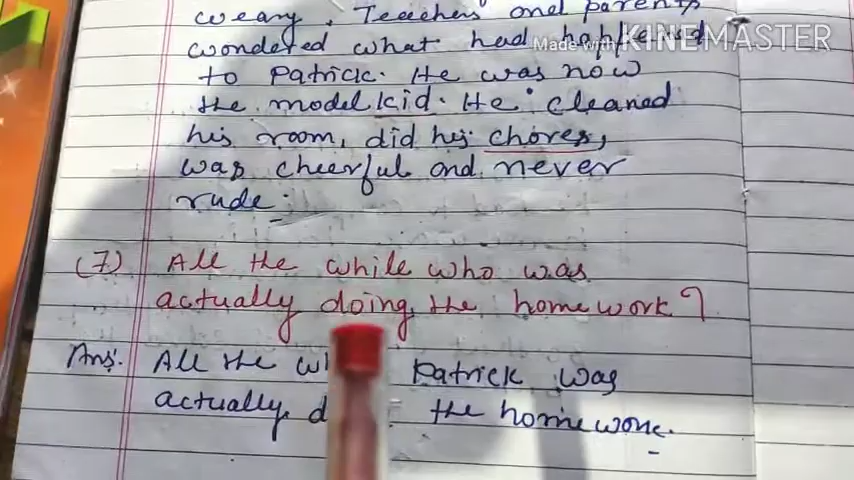 weary. Teachers and parents
wondered what had happened
to Patrick. He was now
the model kid. He cleaned
his room, did his chores,
was cheerful and never
rude.
(7) All the while who was
actually doing the homework?
Ans. All the Patrick was
actually the homework.
Made with KINEMASTER